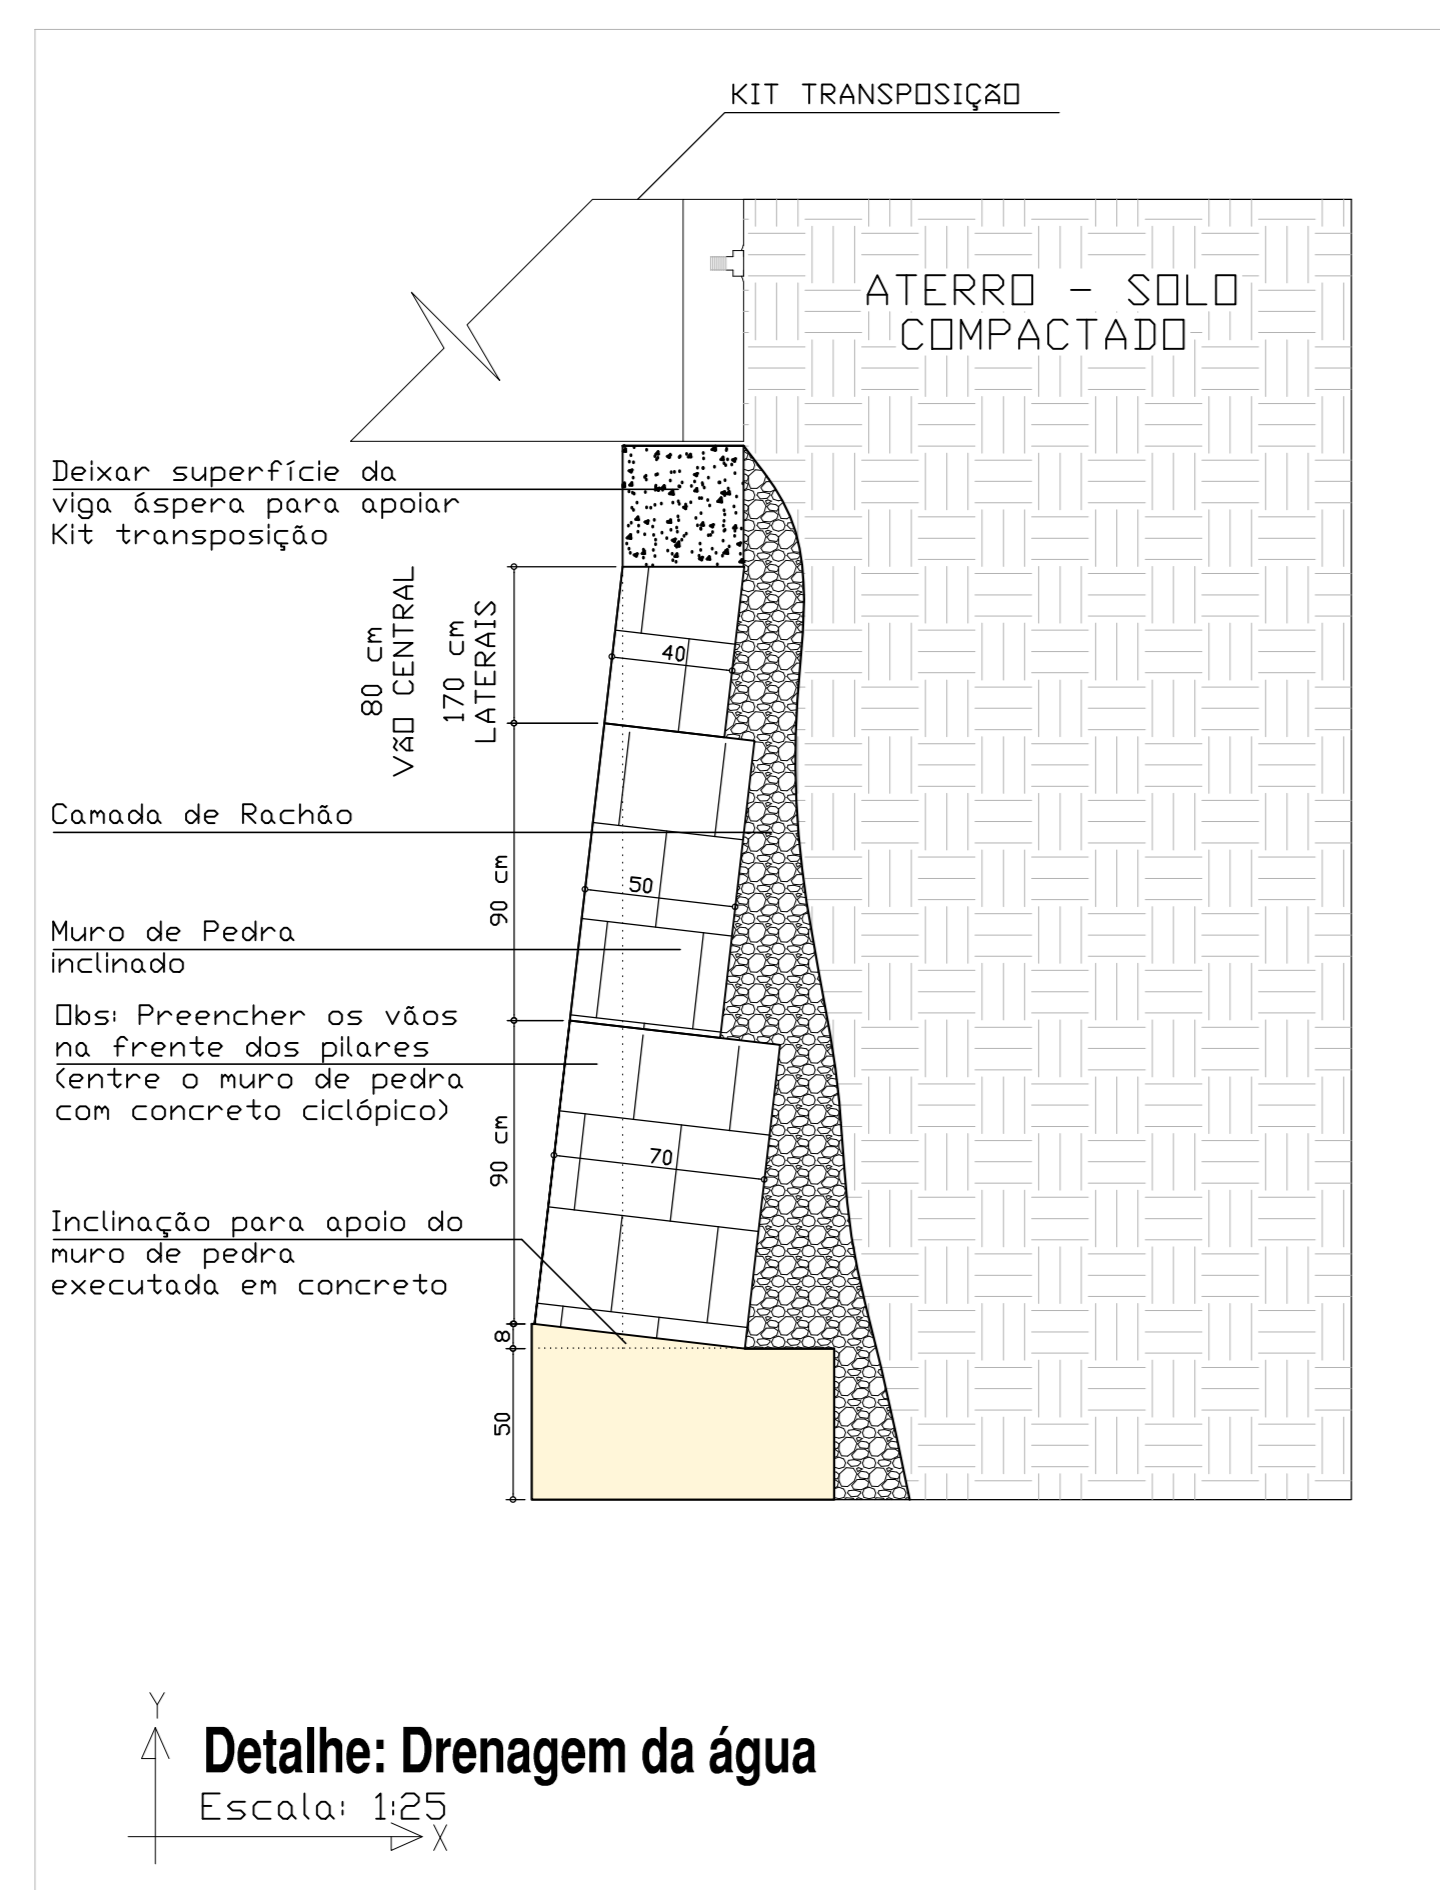 KIT TRANSPOSIÇÃO
ATERRO - SOLO
COMPACTADO
Deixar superfície da
viga áspera para apoiar
Kit transposição
80 cm
VÃO CENTRAL
170 cm
LATERAIS
40
Camada de Rachão
90 cm
50
Muro de Pedra
inclinado
Obs: Preencher os vãos
na frente dos pilares
(entre o muro de pedra
com concreto ciclópico)
90 cm
70
Inclinação para apoio do
muro de pedra
executada em concreto
8
50
Y
Detalhe: Drenagem da água
Escala: 1:25
X